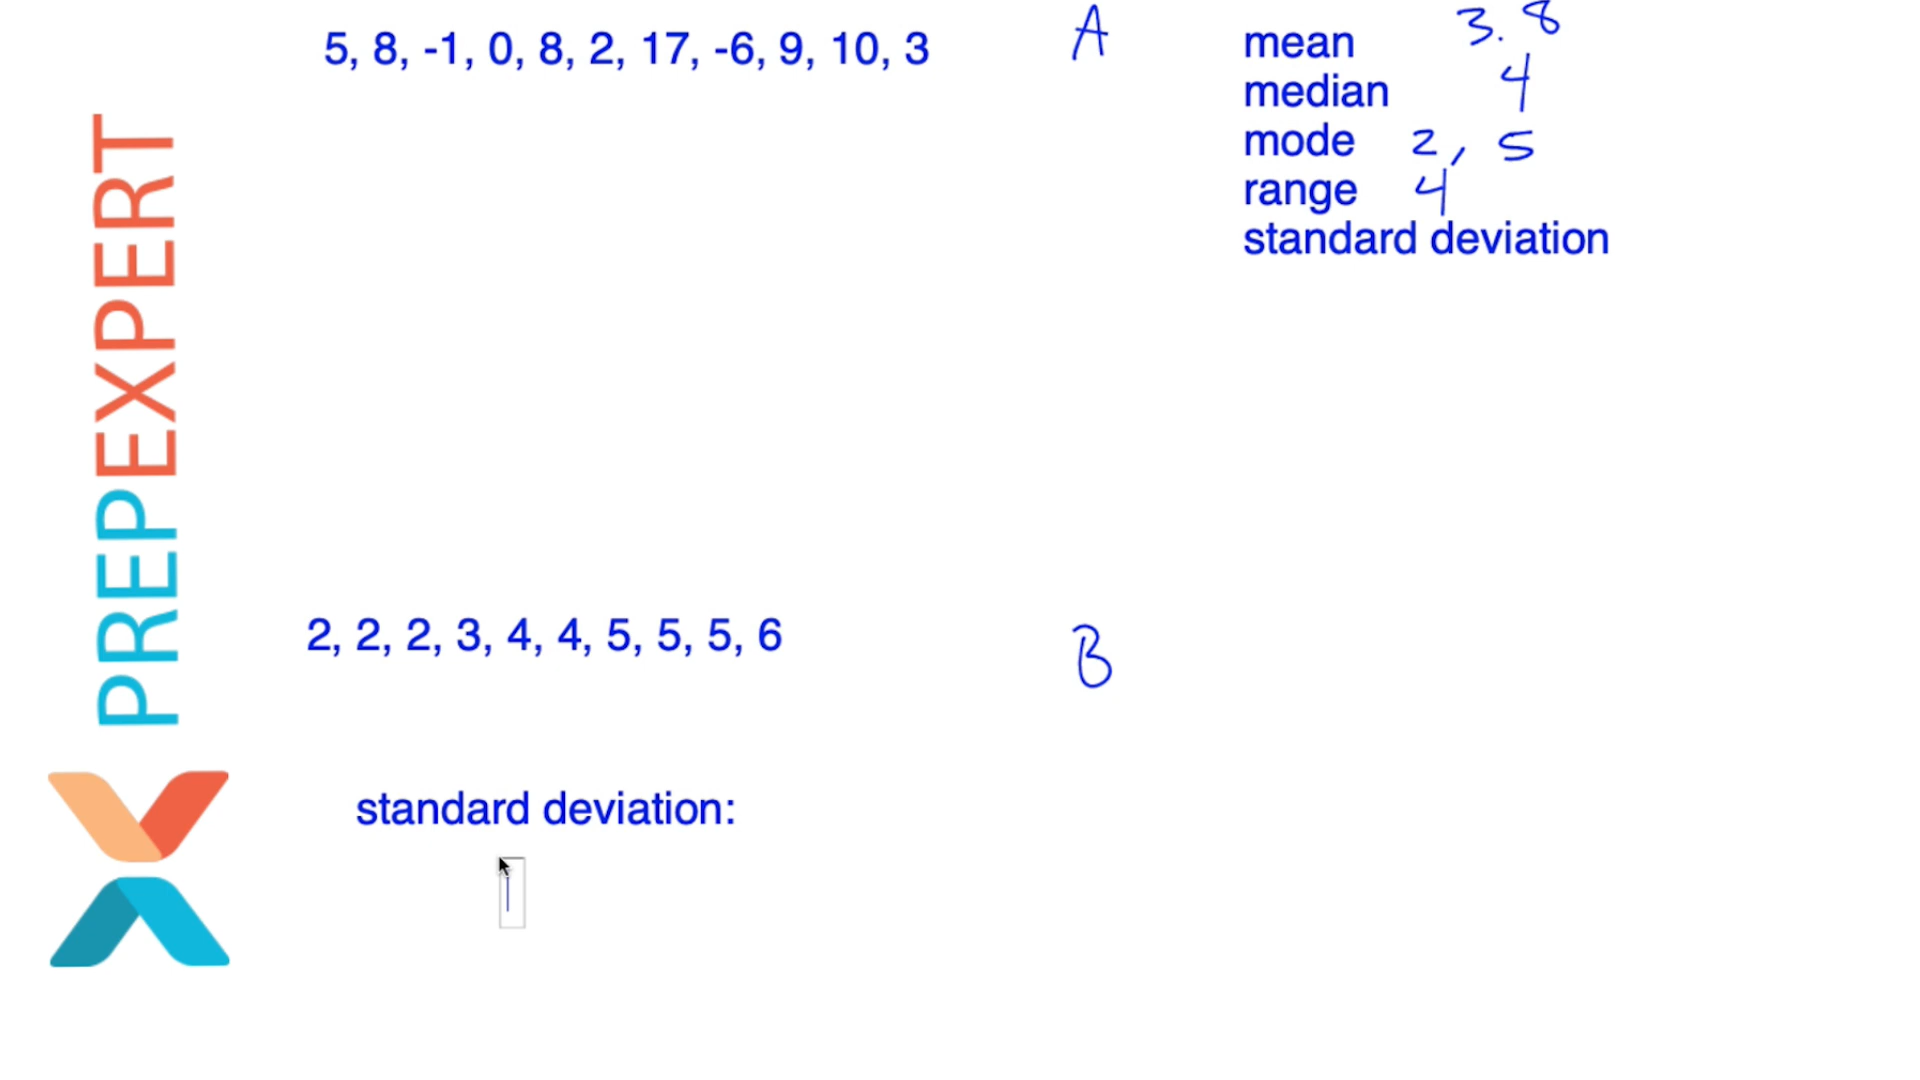 5, 8, -1, 0, 8, 2, 17, -6, 9, 10, 3
A
mean 3.8
median 4
mode 2, 5
range 4
standard deviation
PREPEXPERT
2, 2, 2, 3, 4, 4, 5, 5, 5, 6
B
standard deviation: